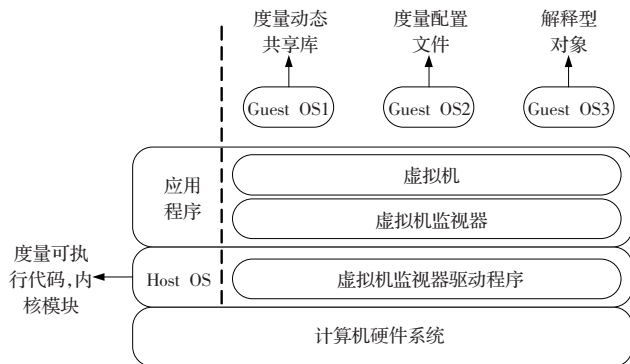 度量动态
共享库
度量配置
文件
解释型
对象
Guest OS1
Guest OS2
Guest OS3
应用
程序
虚拟机
虚拟机监视器
度量可执
行代码,内
核模块
Host OS
虚拟机监视器驱动程序
计算机硬件系统